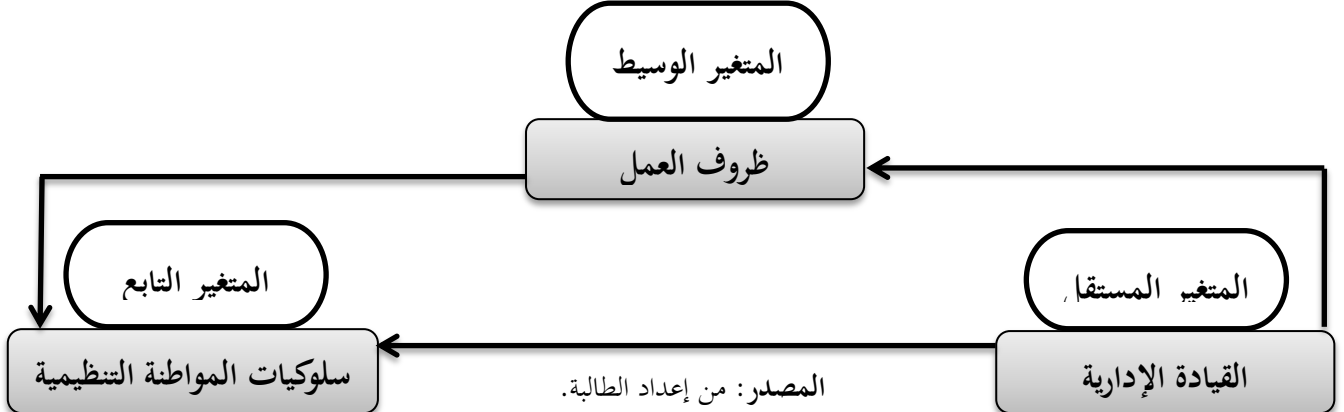 المتغير الوسيط
ظروف العمل
المتغير المستقل
المتغير التابع
القيادة الإدارية
سلوكيات المواطنة التنظيمية
المصدر: من إعداد الطالبة.